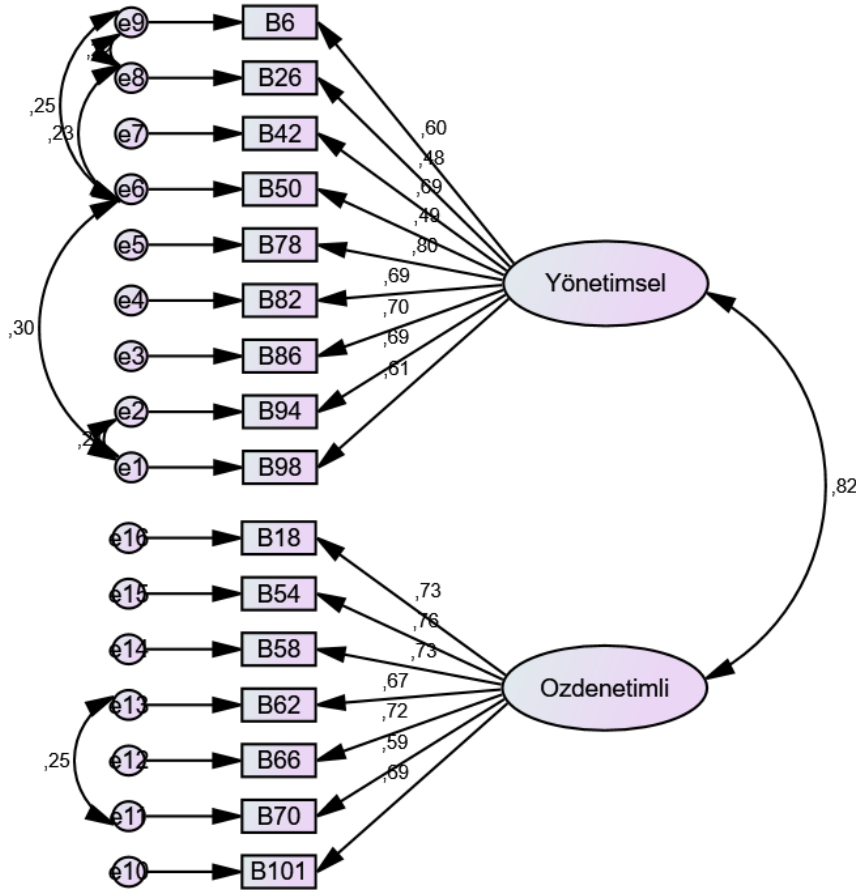 e9
B6
e8
B26
,25
,60
,23
e7
B42
,48
e6
B50
,69
,49
e5
B78
,80
e4
B82
,69
Yönetimsel
,30
e3
B86
,70
,69
e2
B94
,61
e1
B98
,82
e16
B18
e15
B54
,73
,76
e14
B58
,73
e13
B62
,67
Ozdenetimli
,72
,25
e12
B66
,59
e11
B70
,69
e10
B101